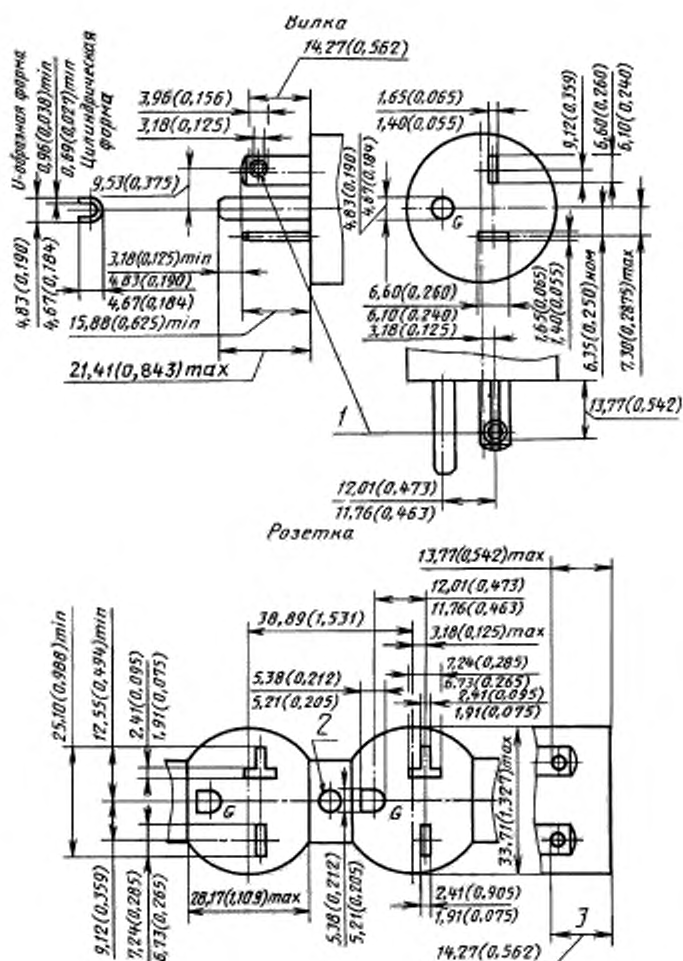 Вилка
14,27(0,562)
3,96(0,156)
3,18(0,125)
U-образная форма
0,96(0,038)min
0,69(0,027)min
Цилиндрическая
форма
9,53(0,375)
4,83(0,190)
4,67(0,184)
3,18(0,125)min
4,83(0,190)
4,67(0,184)
15,88(0,625)min
21,41(0,843)max
1
1,65(0,065)
1,40(0,055)
9,12(0,359)
6,60(0,260)
6,10(0,240)
4,83(0,190)
4,67(0,184)
G
6,60(0,260)
6,10(0,240)
3,18(0,125)
1,65(0,065)
1,40(0,055)
6,35(0,250)ном
7,30(0,2875)max
13,77(0,542)
12,01(0,473)
11,76(0,463)
Розетка
13,77(0,542)max
12,01(0,473)
11,76(0,463)
38,89(1,531)
3,18(0,125)max
7,24(0,285)
6,73(0,265)
2,41(0,095)
1,91(0,075)
5,38(0,212)
5,21(0,205)
2
25,10(0,988)min
12,55(0,494)min
2,41(0,095)
1,91(0,075)
G
G
33,71(1,327)max
9,12(0,359)
7,24(0,285)
6,73(0,265)
28,17(1,109)max
5,38(0,212)
5,21(0,205)
2,41(0,905)
1,91(0,075)
3
14,27(0,562)